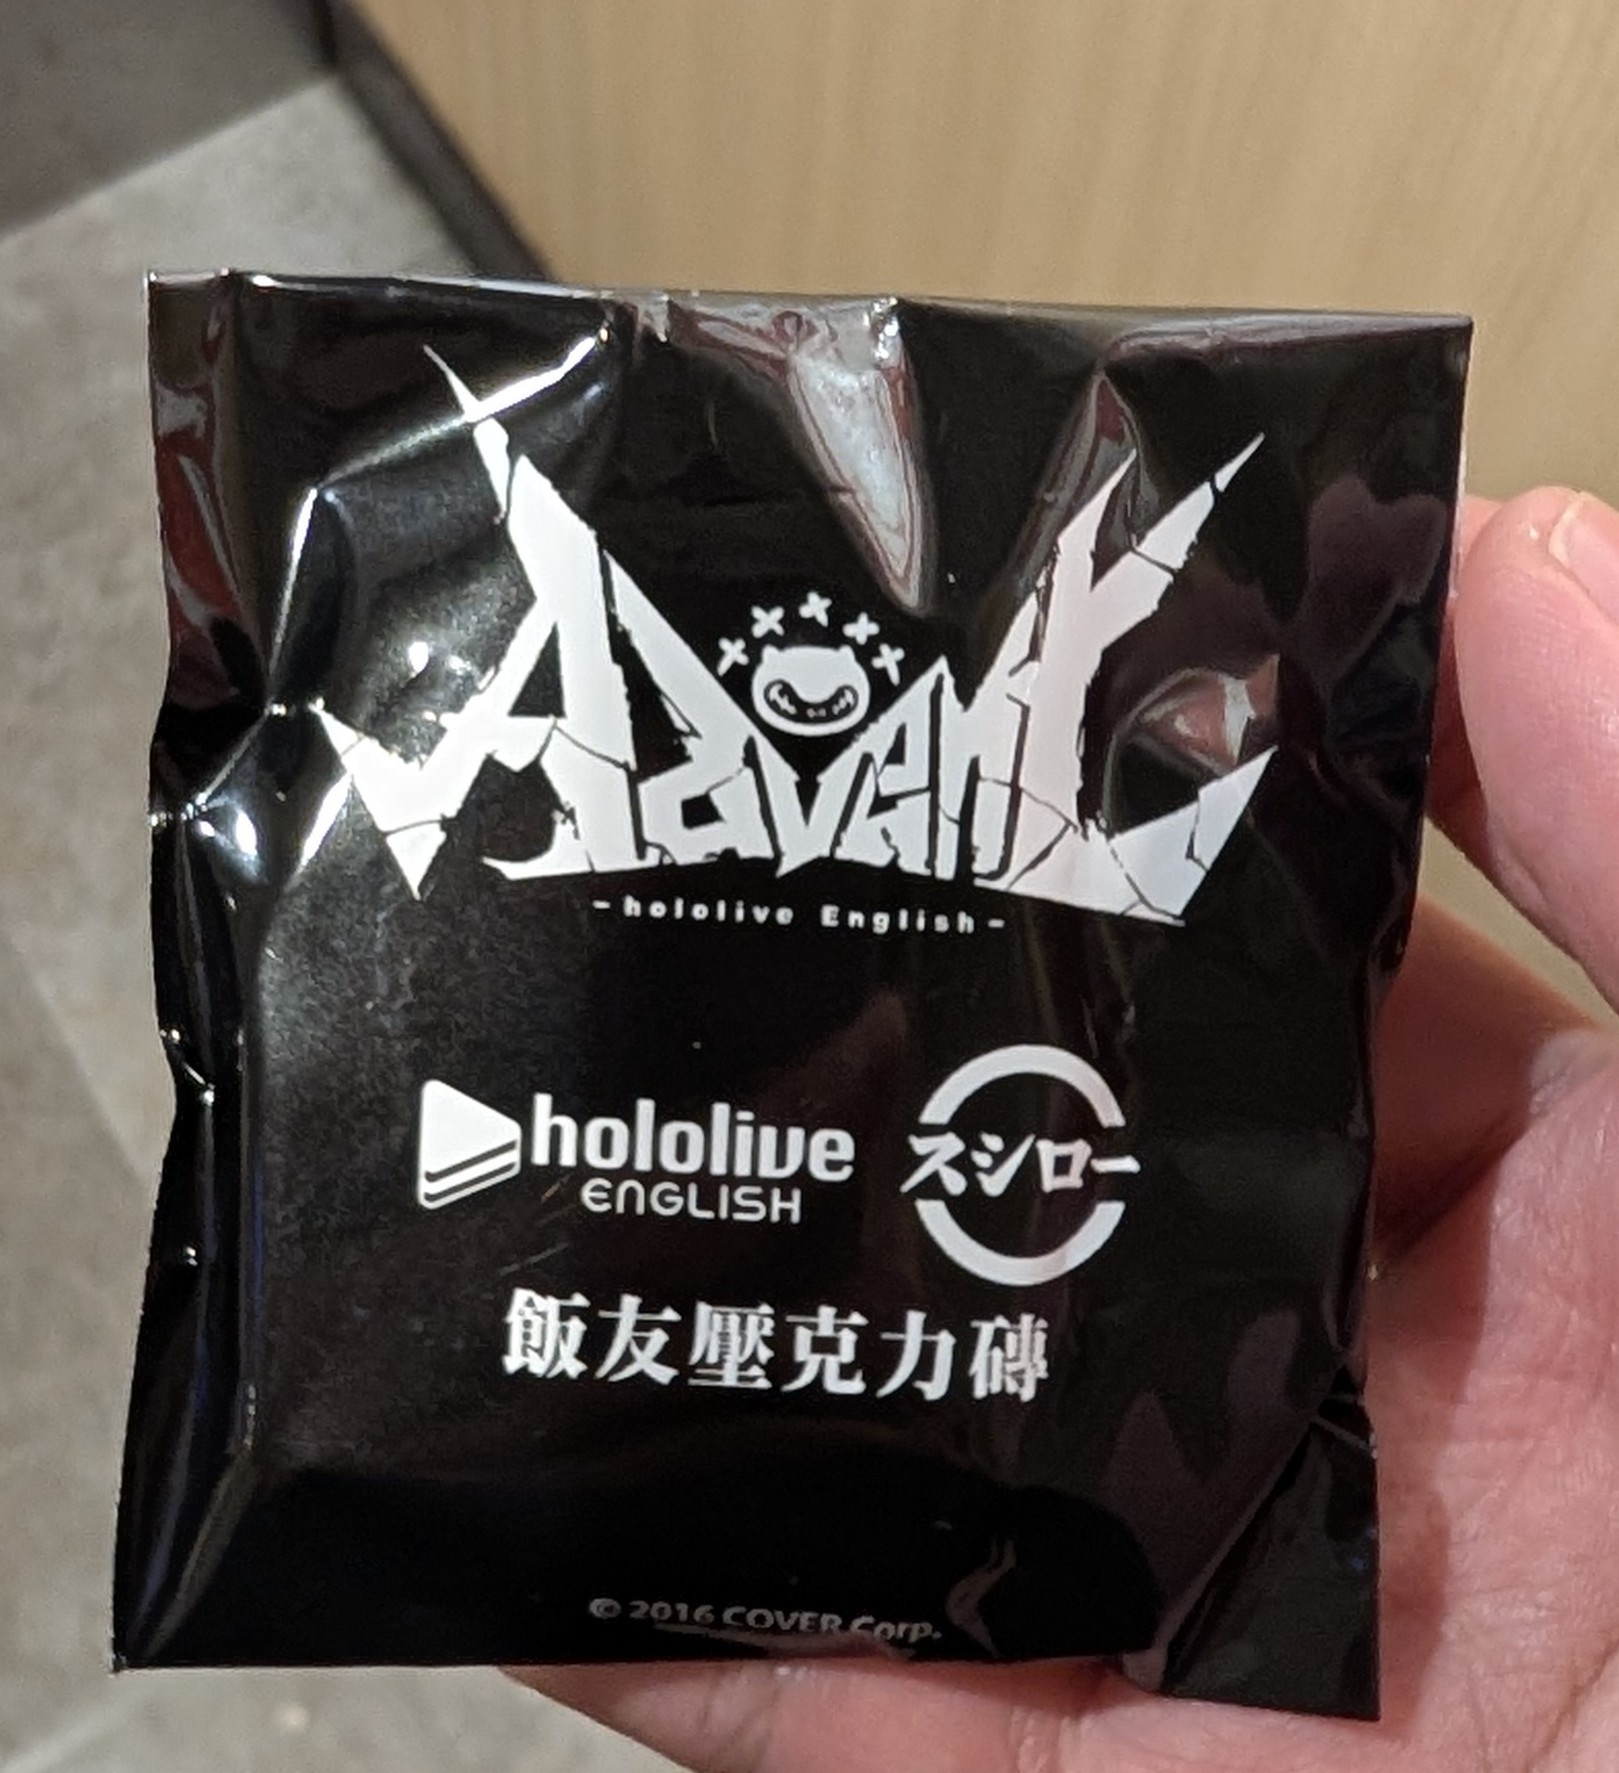 Advent
-hololive English-
hololive
ENGLISH
スシロー
飯友壓克力磚
© 2016 COVER Corp.